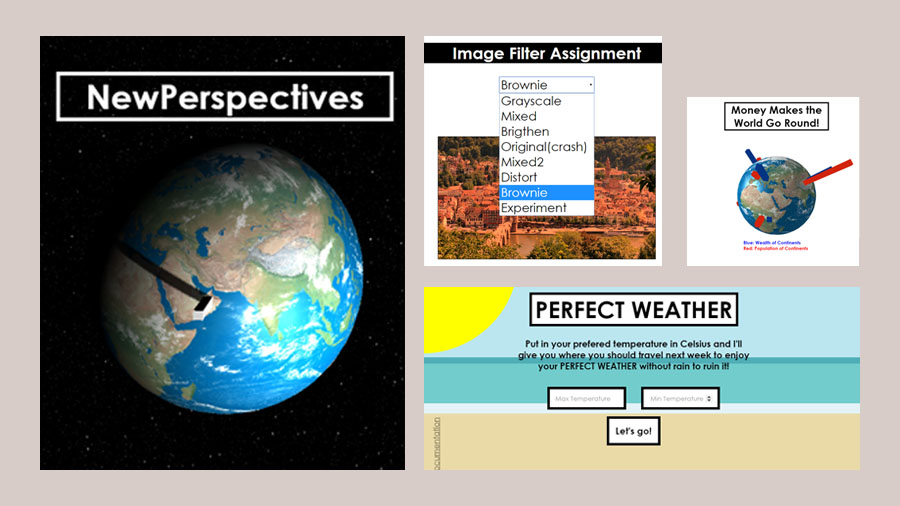 NewPerspectives
Image Filter Assignment
Brownie
Grayscale
Mixed
Brigthen
Original(crash)
Mixed2
Distort
Brownie
Experiment
Money Makes the
World Go Round!
Blue: Wealth of Continents
Red: Population of Continents
PERFECT WEATHER
Put in your prefered temperature in Celsius and I'll
give you where you should travel next week to enjoy
your PERFECT WEATHER without rain to ruin it!
Max Temperature
Min Temperature
Let's go!
ocumentation